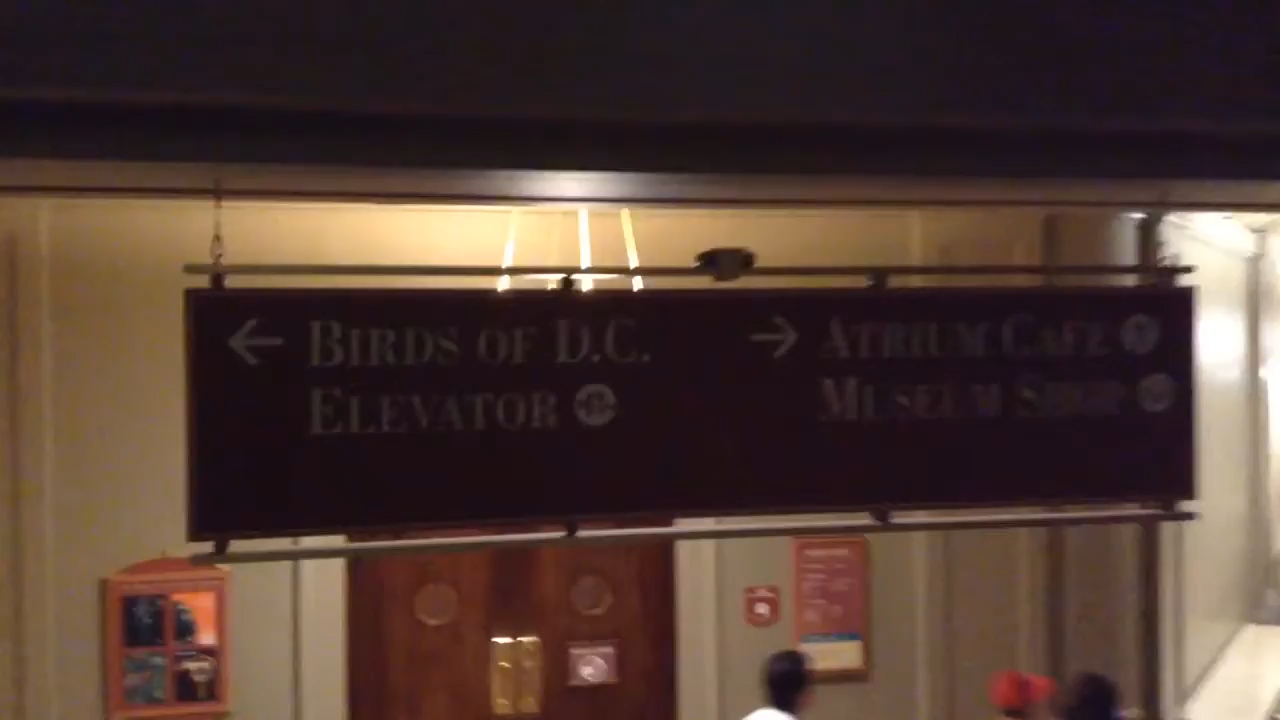 ← BIRDS OF D.C.
ELEVATOR
→ ATRIUM CAFE
MUSEUM SHOP